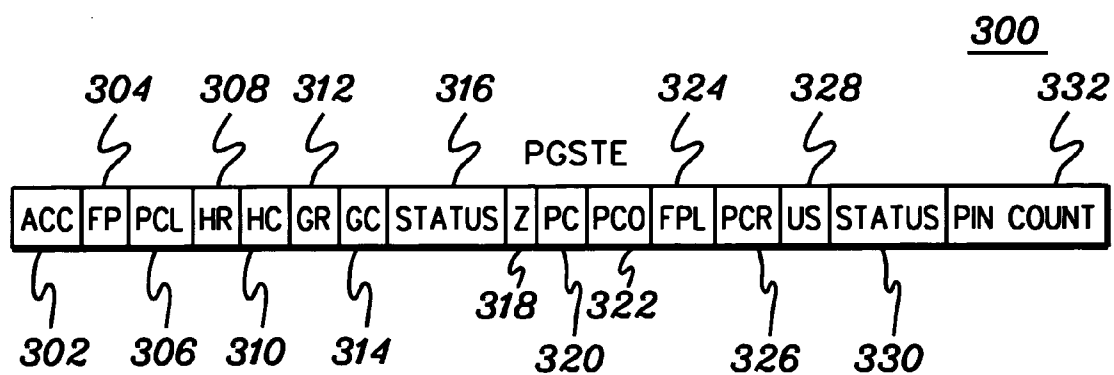 300
304 308 312 316 324 328 332
PGSTE
ACC FP PCL HR HC GR GC STATUS Z PC PCO FPL PCR US STATUS PIN COUNT
302 306 310 314 318 320 322 326 330